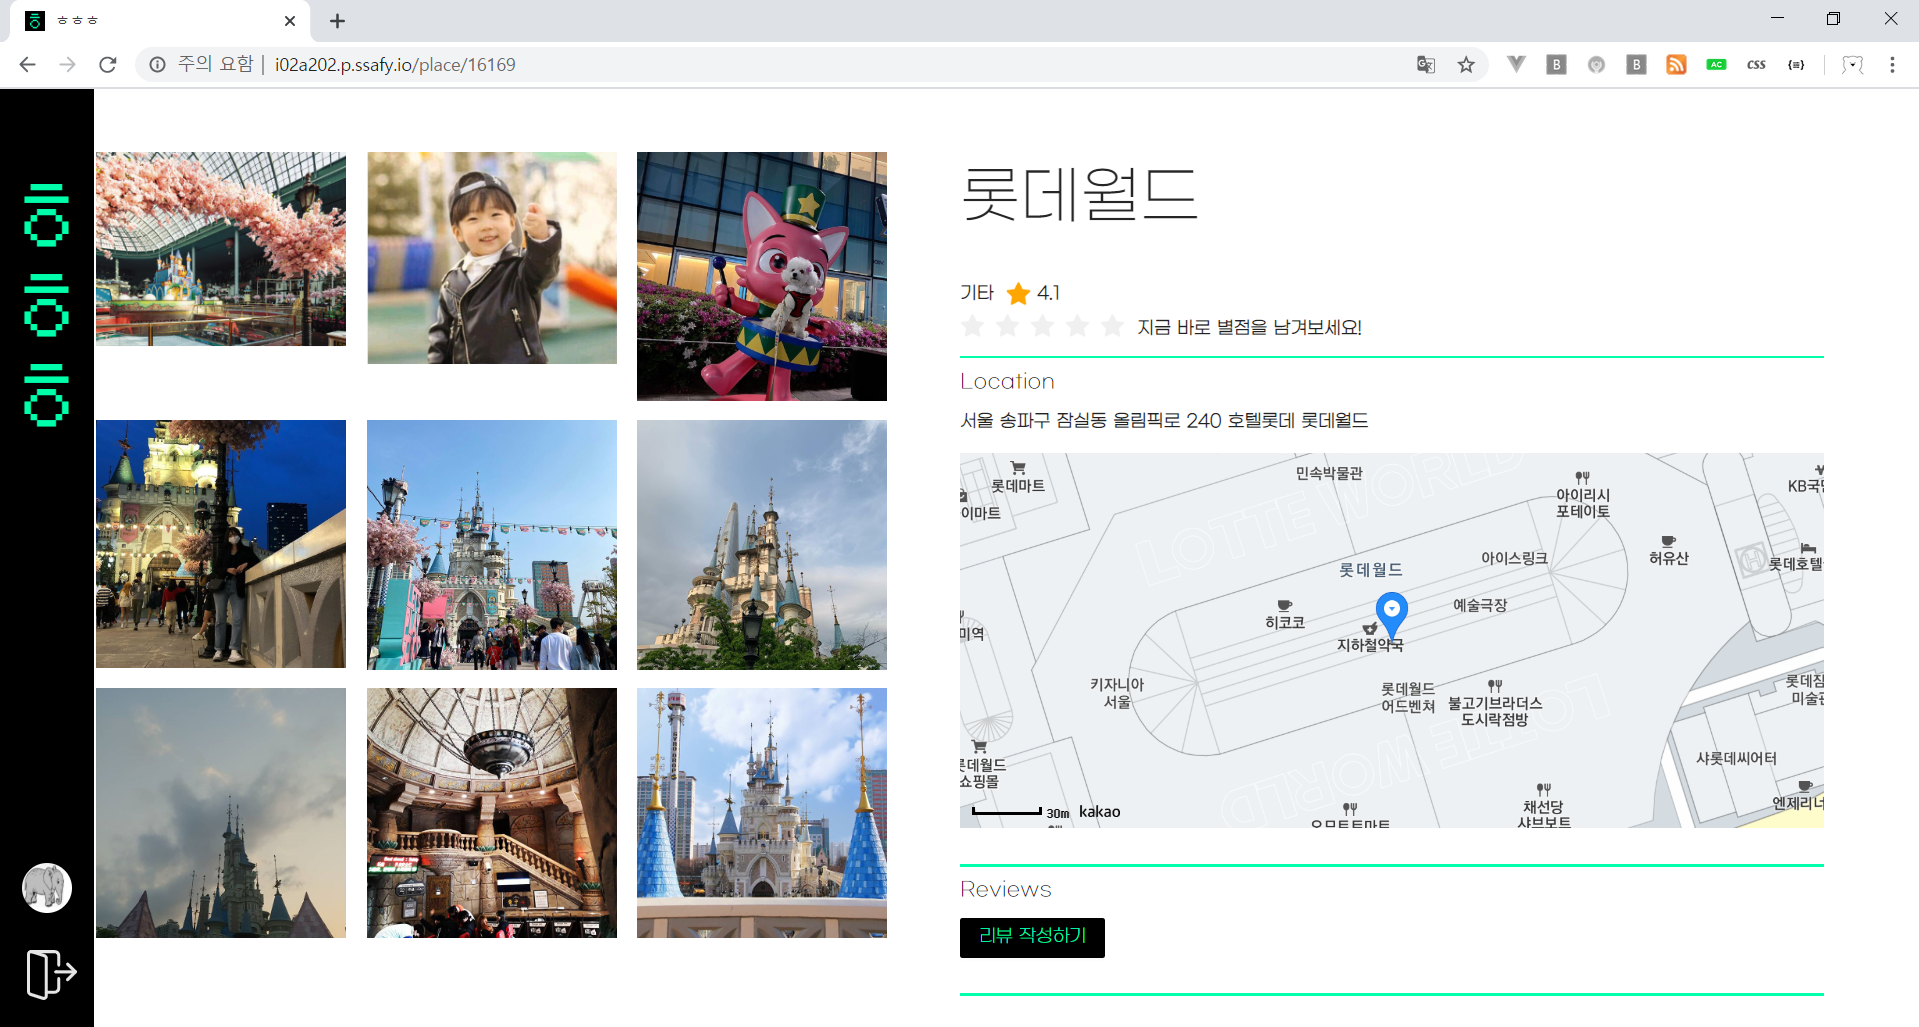 ㅎㅎㅎ
주의 요함 | i02a202.p.ssafy.io/place/16169
B
B
AC
CSS
{≡}
ㅎ
ㅎ
ㅎ
롯데월드
기타 4.1
지금 바로 별점을 남겨보세요!
Location
서울 송파구 잠실동 올림픽로 240 호텔롯데 롯데월드
롯데마트
이마트
민속박물관
LOTTE WORLD
아이리시
포테이토
KB국민
허유산
롯데호텔
아이스링크
롯데월드
예술극장
히코코
지하철약국
미역
키자니아
서울
롯데월드
어드벤쳐
불고기브라더스
도시락점방
LOTTE WORLD
롯데월드
쇼핑몰
미술관
샤롯데씨어터
엔제리너
채선당
샤브보트
30m kakao
Reviews
리뷰 작성하기